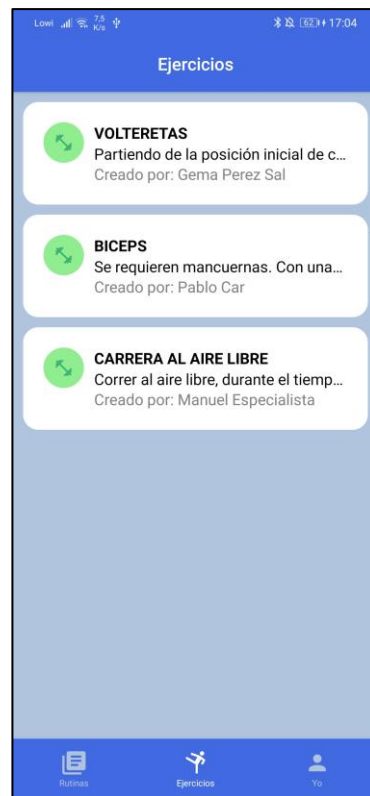 Lowi 7,5 K/s 62 17:04
Ejercicios
VOLTERETAS
Partiendo de la posición inicial de c...
Creado por: Gema Perez Sal
BICEPS
Se requieren mancuernas. Con una...
Creado por: Pablo Car
CARRERA AL AIRE LIBRE
Correr al aire libre, durante el tiemp...
Creado por: Manuel Especialista
Rutinas Ejercicios Yo